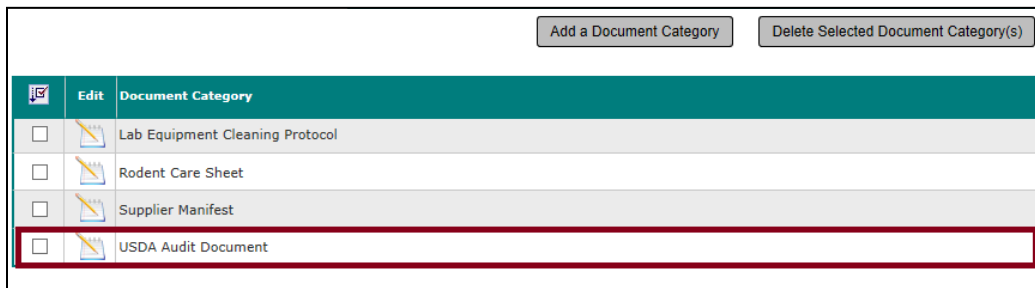 Add a Document Category Delete Selected Document Category(s)
Edit Document Category
Lab Equipment Cleaning Protocol
Rodent Care Sheet
Supplier Manifest
USDA Audit Document